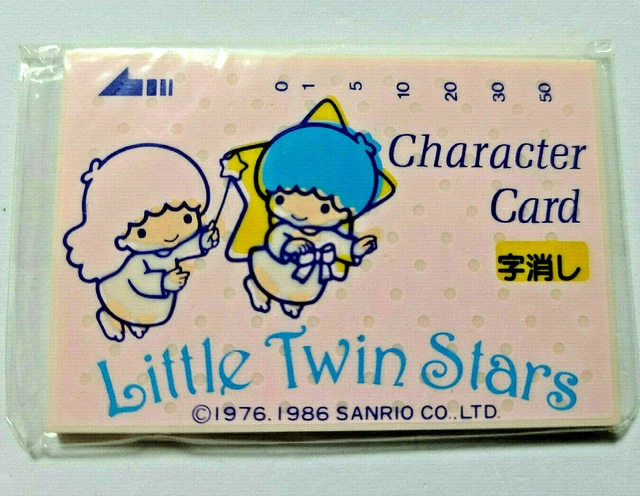 0 1 5 10 20 30 50
Character
Card
字消し
Little Twin Stars
©1976.1986 SANRIO CO.,LTD.